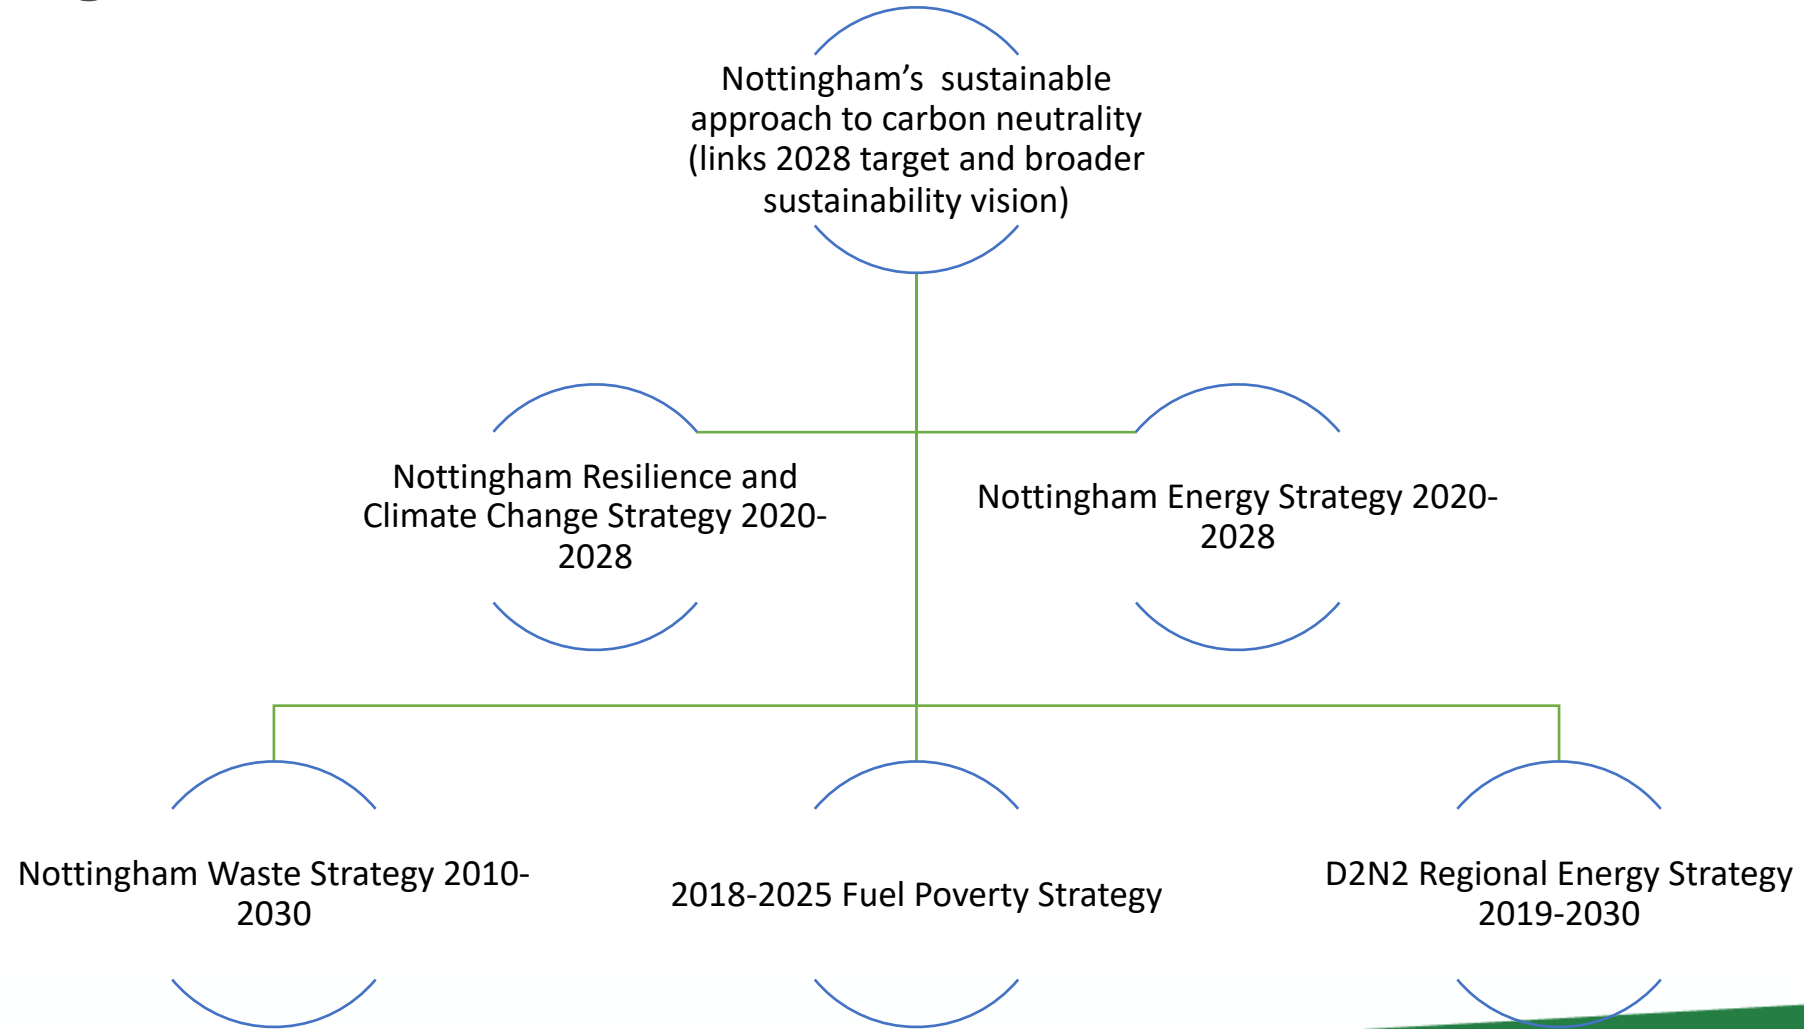 Nottingham’s  sustainable
approach to carbon neutrality
(links 2028 target and broader
sustainability vision)
Nottingham Resilience and
Climate Change Strategy 2020-
2028
Nottingham Energy Strategy 2020-
2028
Nottingham Waste Strategy 2010-
2030
2018-2025 Fuel Poverty Strategy
D2N2 Regional Energy Strategy
2019-2030